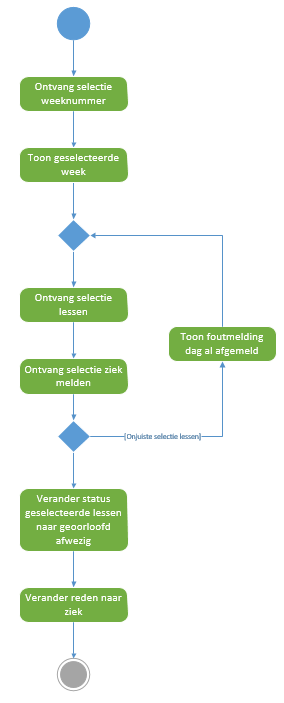 Ontvang selectie
weeknummer
Toon geselecteerde
week
Ontvang selectie
lessen
Toon foutmelding
dag al afgemeld
Ontvang selectie ziek
melden
[Onjuiste selectie lessen]
Verander status
geselecteerde lessen
naar georloofd
afwezig
Verander reden naar
ziek